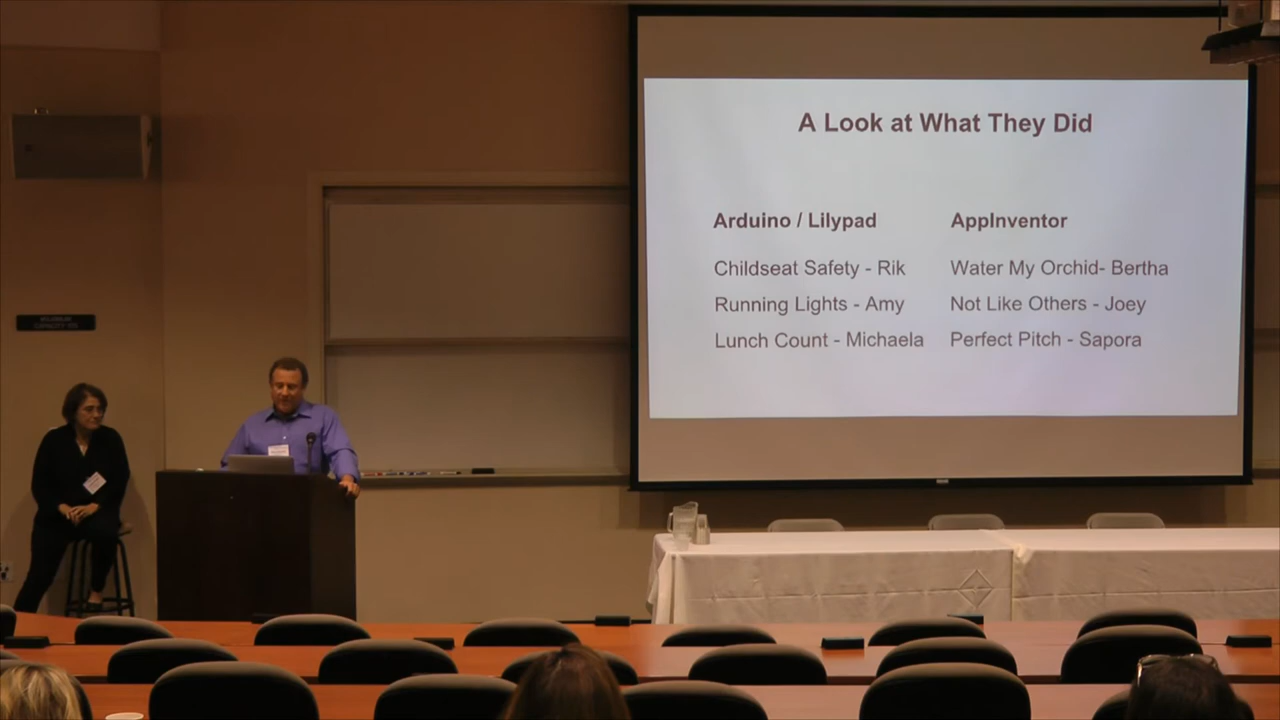 A Look at What They Did
Arduino / Lilypad
Childseat Safety - Rik
Running Lights - Amy
Lunch Count - Michaela
AppInventor
Water My Orchid- Bertha
Not Like Others - Joey
Perfect Pitch - Sapora